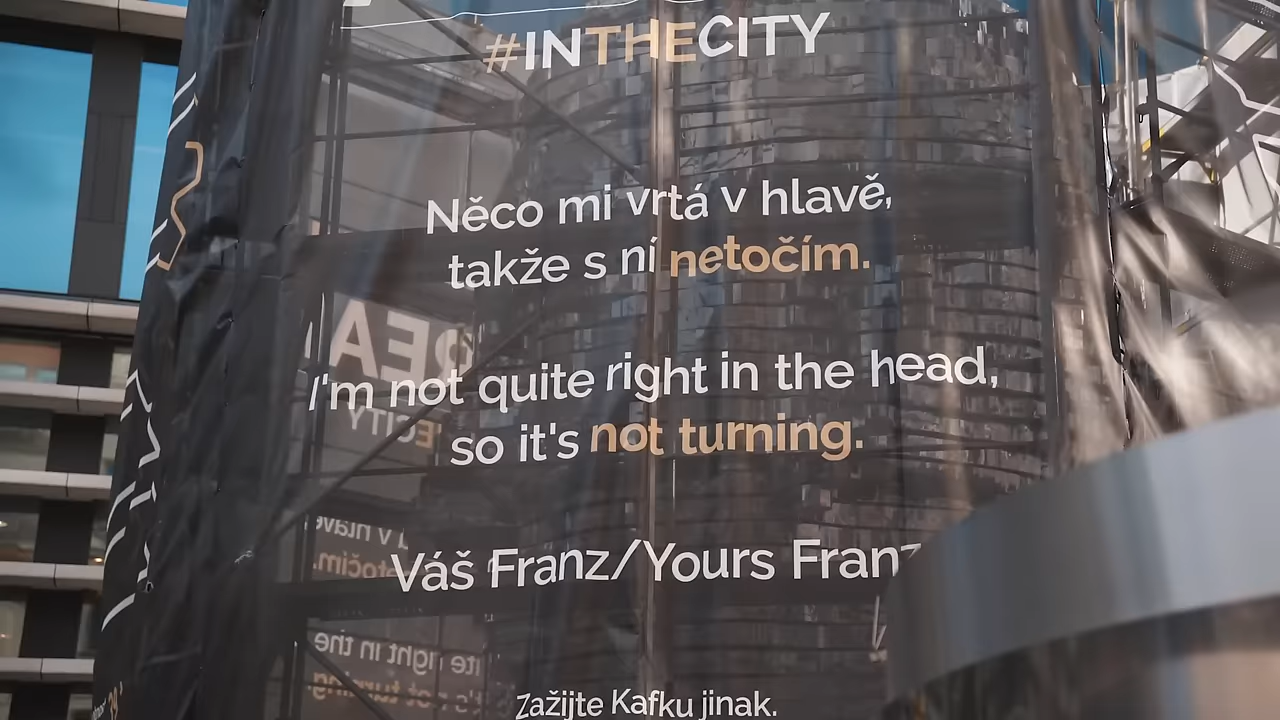 #INTHECITY
Něco mi vrtá v hlavě,
takže s ní netočím.
I'm not quite right in the head,
so it's not turning.
Váš Franz/Yours Franz
Zažijte Kafku jinak.